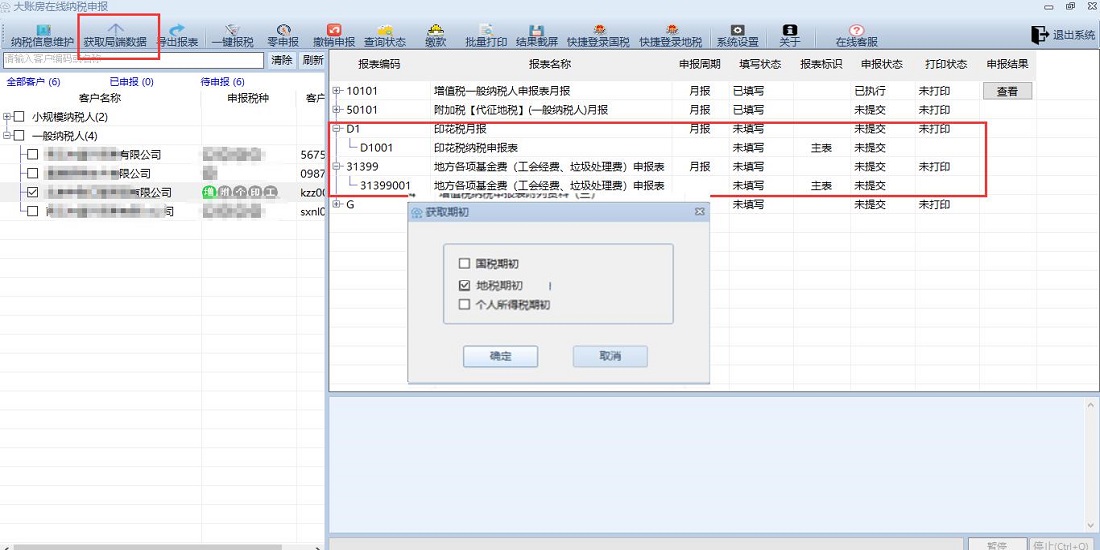 大账房在线纳税申报
纳税信息维护 获取局端数据 导出报表 一键报税 零申报 撤销申报 查询状态 缴款 批量打印 结果截屏 快捷登录国税 快捷登录地税 系统设置 关于 在线客服 退出系统
请输入客户编码或名称 清除 刷新
全部客户 (6) 已申报 (0) 待申报 (6)
客户名称 申报税种 客户
小规模纳税人(2)
一般纳税人(4)
有限公司 5675
限公司 0987
有限公司 增 附 个 印 工 kzz00
司 sxnl0
报表编码 报表名称 申报周期 填写状态 报表标识 申报状态 打印状态 申报结果
10101 增值税一般纳税人申报表月报 月报 已填写 已执行 未打印 查看
50101 附加税【代征地税】(一般纳税人)月报 月报 已填写 未提交 未打印
D1 印花税月报 月报 未填写 未提交 未打印
D1001 印花税纳税申报表 未填写 主表 未提交
31399 地方各项基金费（工会经费、垃圾处理费）申报表 月报 未填写 未提交 未打印
31399001 地方各项基金费（工会经费、垃圾处理费）申报表 未填写 主表 未提交
G 未填写 未提交 未打印
获取期初
国税期初
地税期初
个人所得税期初
确定 取消
暂停 停止(Ctrl+O)